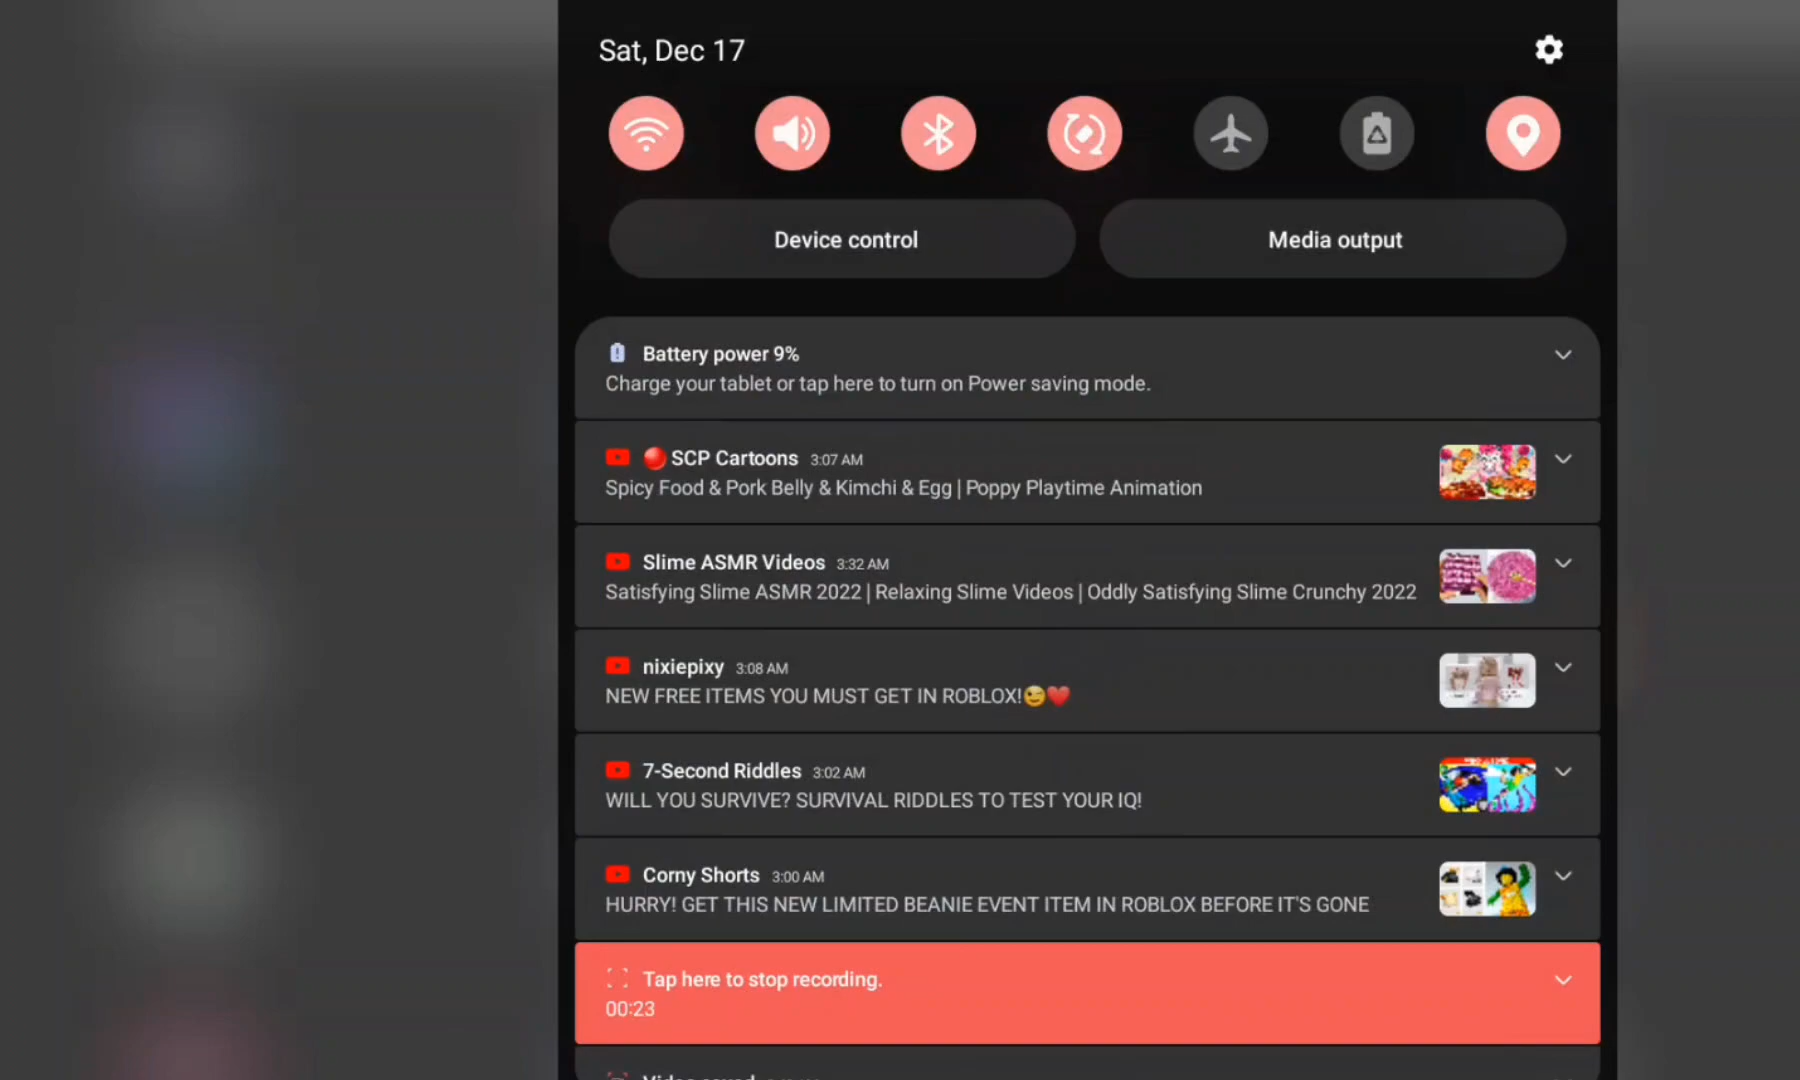 Sat, Dec 17
Device control
Media output
Battery power 9%
Charge your tablet or tap here to turn on Power saving mode.
🔴 SCP Cartoons 3:07 AM
Spicy Food & Pork Belly & Kimchi & Egg | Poppy Playtime Animation
Slime ASMR Videos 3:32 AM
Satisfying Slime ASMR 2022 | Relaxing Slime Videos | Oddly Satisfying Slime Crunchy 2022
nixiepixy 3:08 AM
NEW FREE ITEMS YOU MUST GET IN ROBLOX!😉❤️
7-Second Riddles 3:02 AM
WILL YOU SURVIVE? SURVIVAL RIDDLES TO TEST YOUR IQ!
Corny Shorts 3:00 AM
HURRY! GET THIS NEW LIMITED BEANIE EVENT ITEM IN ROBLOX BEFORE IT'S GONE
Tap here to stop recording.
00:23
Video saved